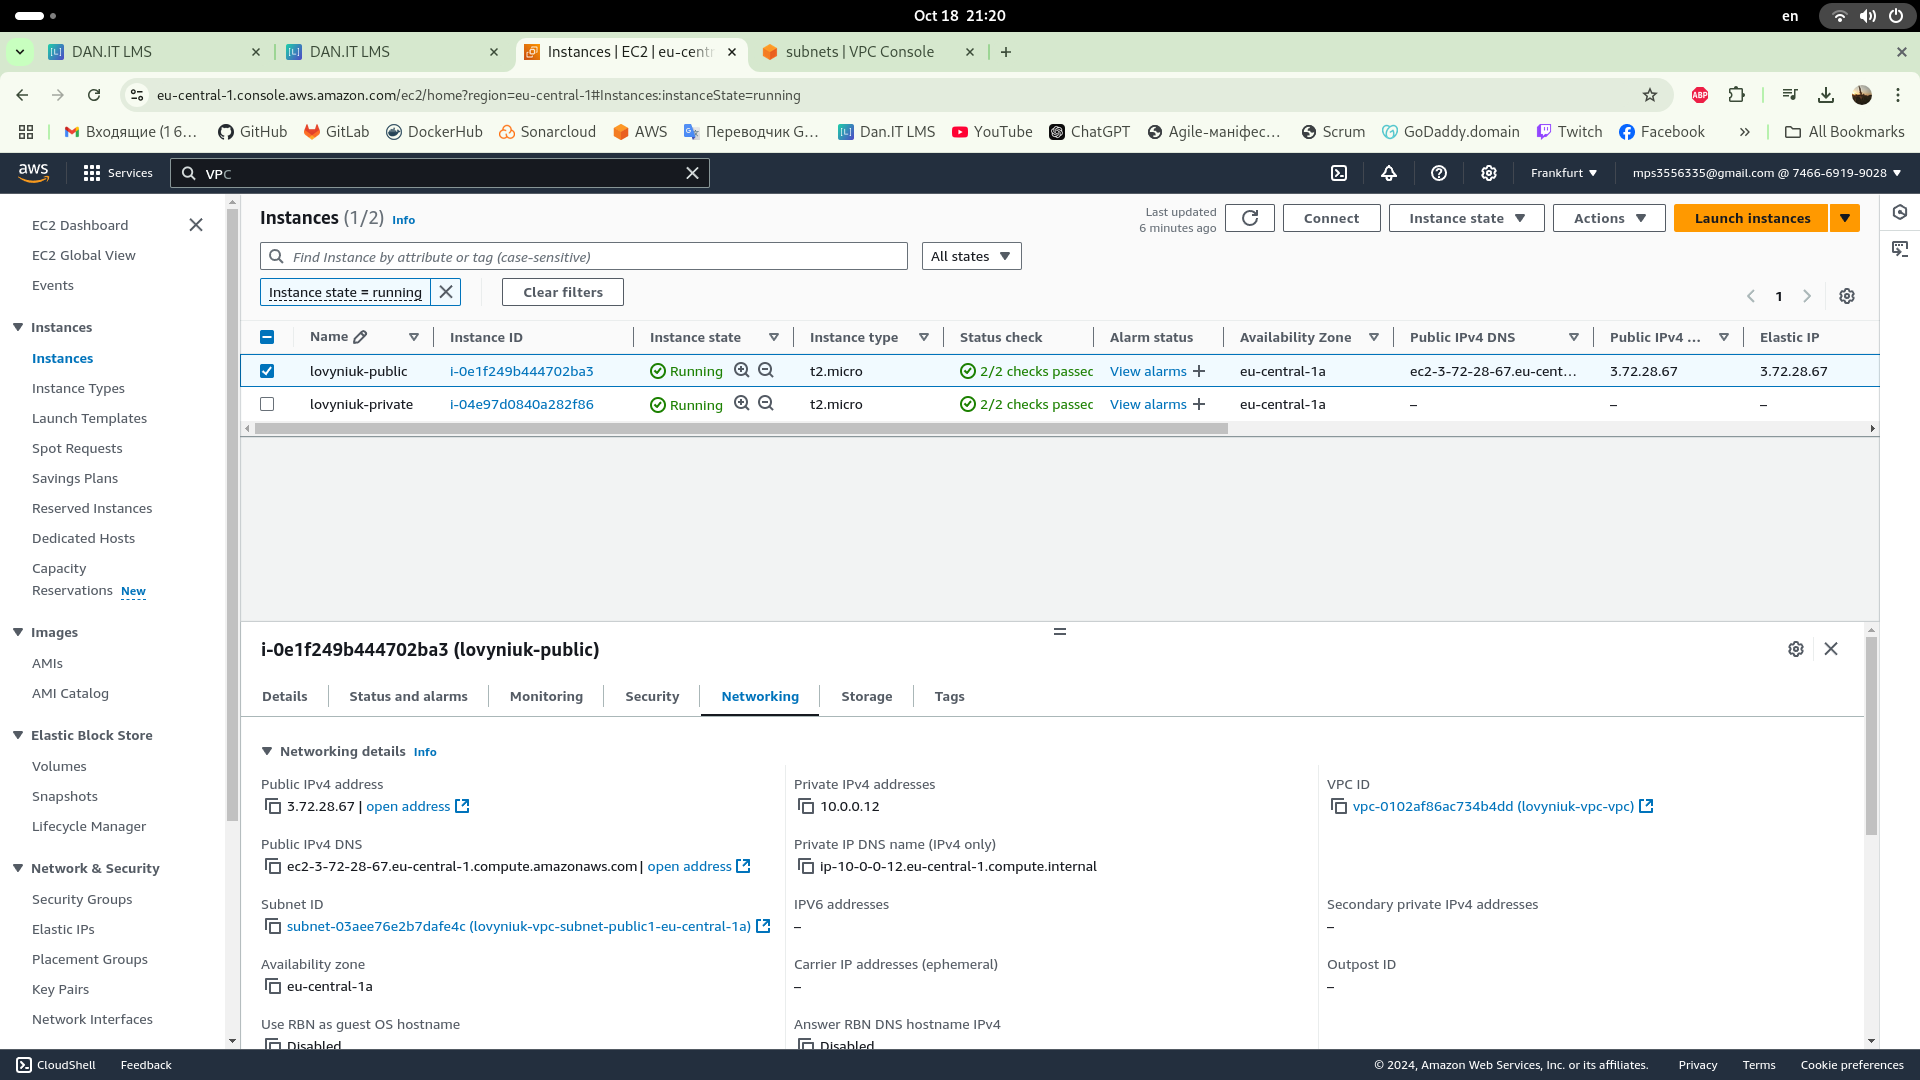 Oct 18 21:20
en
DAN.IT LMS
DAN.IT LMS
Instances | EC2 | eu-centr
subnets | VPC Console
eu-central-1.console.aws.amazon.com/ec2/home?region=eu-central-1#Instances:instanceState=running
ABP
Входящие (1 6...
GitHub
GitLab
DockerHub
Sonarcloud
AWS
Переводчик G...
Dan.IT LMS
YouTube
ChatGPT
Agile-маніфес...
Scrum
GoDaddy.domain
Twitch
Facebook
All Bookmarks
aws
Services
VPC
Frankfurt
mps3556335@gmail.com @ 7466-6919-9028
EC2 Dashboard
EC2 Global View
Events
Instances
Instances
Instance Types
Launch Templates
Spot Requests
Savings Plans
Reserved Instances
Dedicated Hosts
Capacity
Reservations New
Images
AMIs
AMI Catalog
Elastic Block Store
Volumes
Snapshots
Lifecycle Manager
Network & Security
Security Groups
Elastic IPs
Placement Groups
Key Pairs
Network Interfaces
Instances (1/2) Info
Last updated
6 minutes ago
Connect
Instance state
Actions
Launch instances
Find Instance by attribute or tag (case-sensitive)
All states
Instance state = running
Clear filters
1
Name Instance ID Instance state Instance type Status check Alarm status Availability Zone Public IPv4 DNS Public IPv4 ... Elastic IP
lovyniuk-public i-0e1f249b444702ba3 Running t2.micro 2/2 checks passec View alarms eu-central-1a ec2-3-72-28-67.eu-cent... 3.72.28.67 3.72.28.67
lovyniuk-private i-04e97d0840a282f86 Running t2.micro 2/2 checks passec View alarms eu-central-1a – – –
i-0e1f249b444702ba3 (lovyniuk-public)
Details
Status and alarms
Monitoring
Security
Networking
Storage
Tags
Networking details Info
Public IPv4 address
3.72.28.67 | open address
Private IPv4 addresses
10.0.0.12
VPC ID
vpc-0102af86ac734b4dd (lovyniuk-vpc-vpc)
Public IPv4 DNS
ec2-3-72-28-67.eu-central-1.compute.amazonaws.com | open address
Private IP DNS name (IPv4 only)
ip-10-0-0-12.eu-central-1.compute.internal
Subnet ID
subnet-03aee76e2b7dafe4c (lovyniuk-vpc-subnet-public1-eu-central-1a)
IPV6 addresses
–
Secondary private IPv4 addresses
–
Availability zone
eu-central-1a
Carrier IP addresses (ephemeral)
–
Outpost ID
–
Use RBN as guest OS hostname
Disabled
Answer RBN DNS hostname IPv4
Disabled
CloudShell
Feedback
© 2024, Amazon Web Services, Inc. or its affiliates.
Privacy
Terms
Cookie preferences